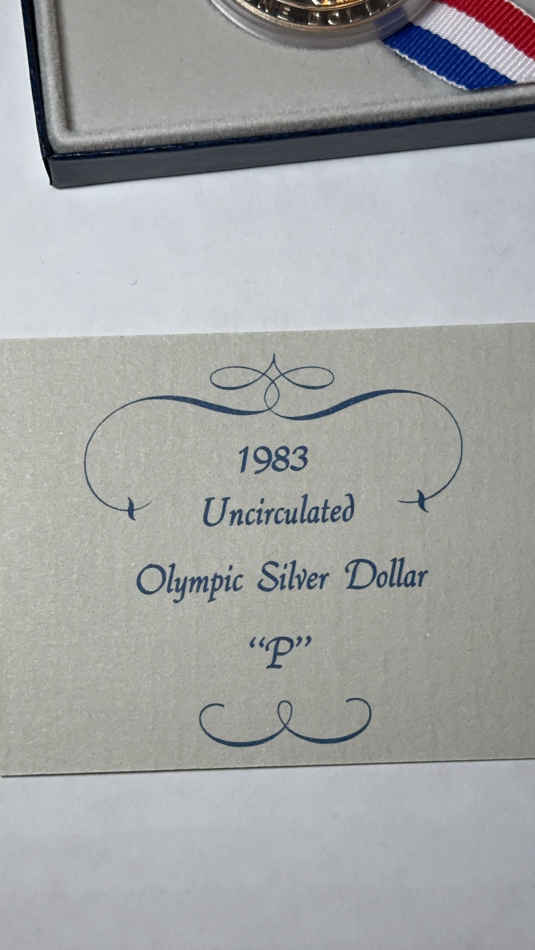 1983
Uncirculated
Olympic Silver Dollar
“P”